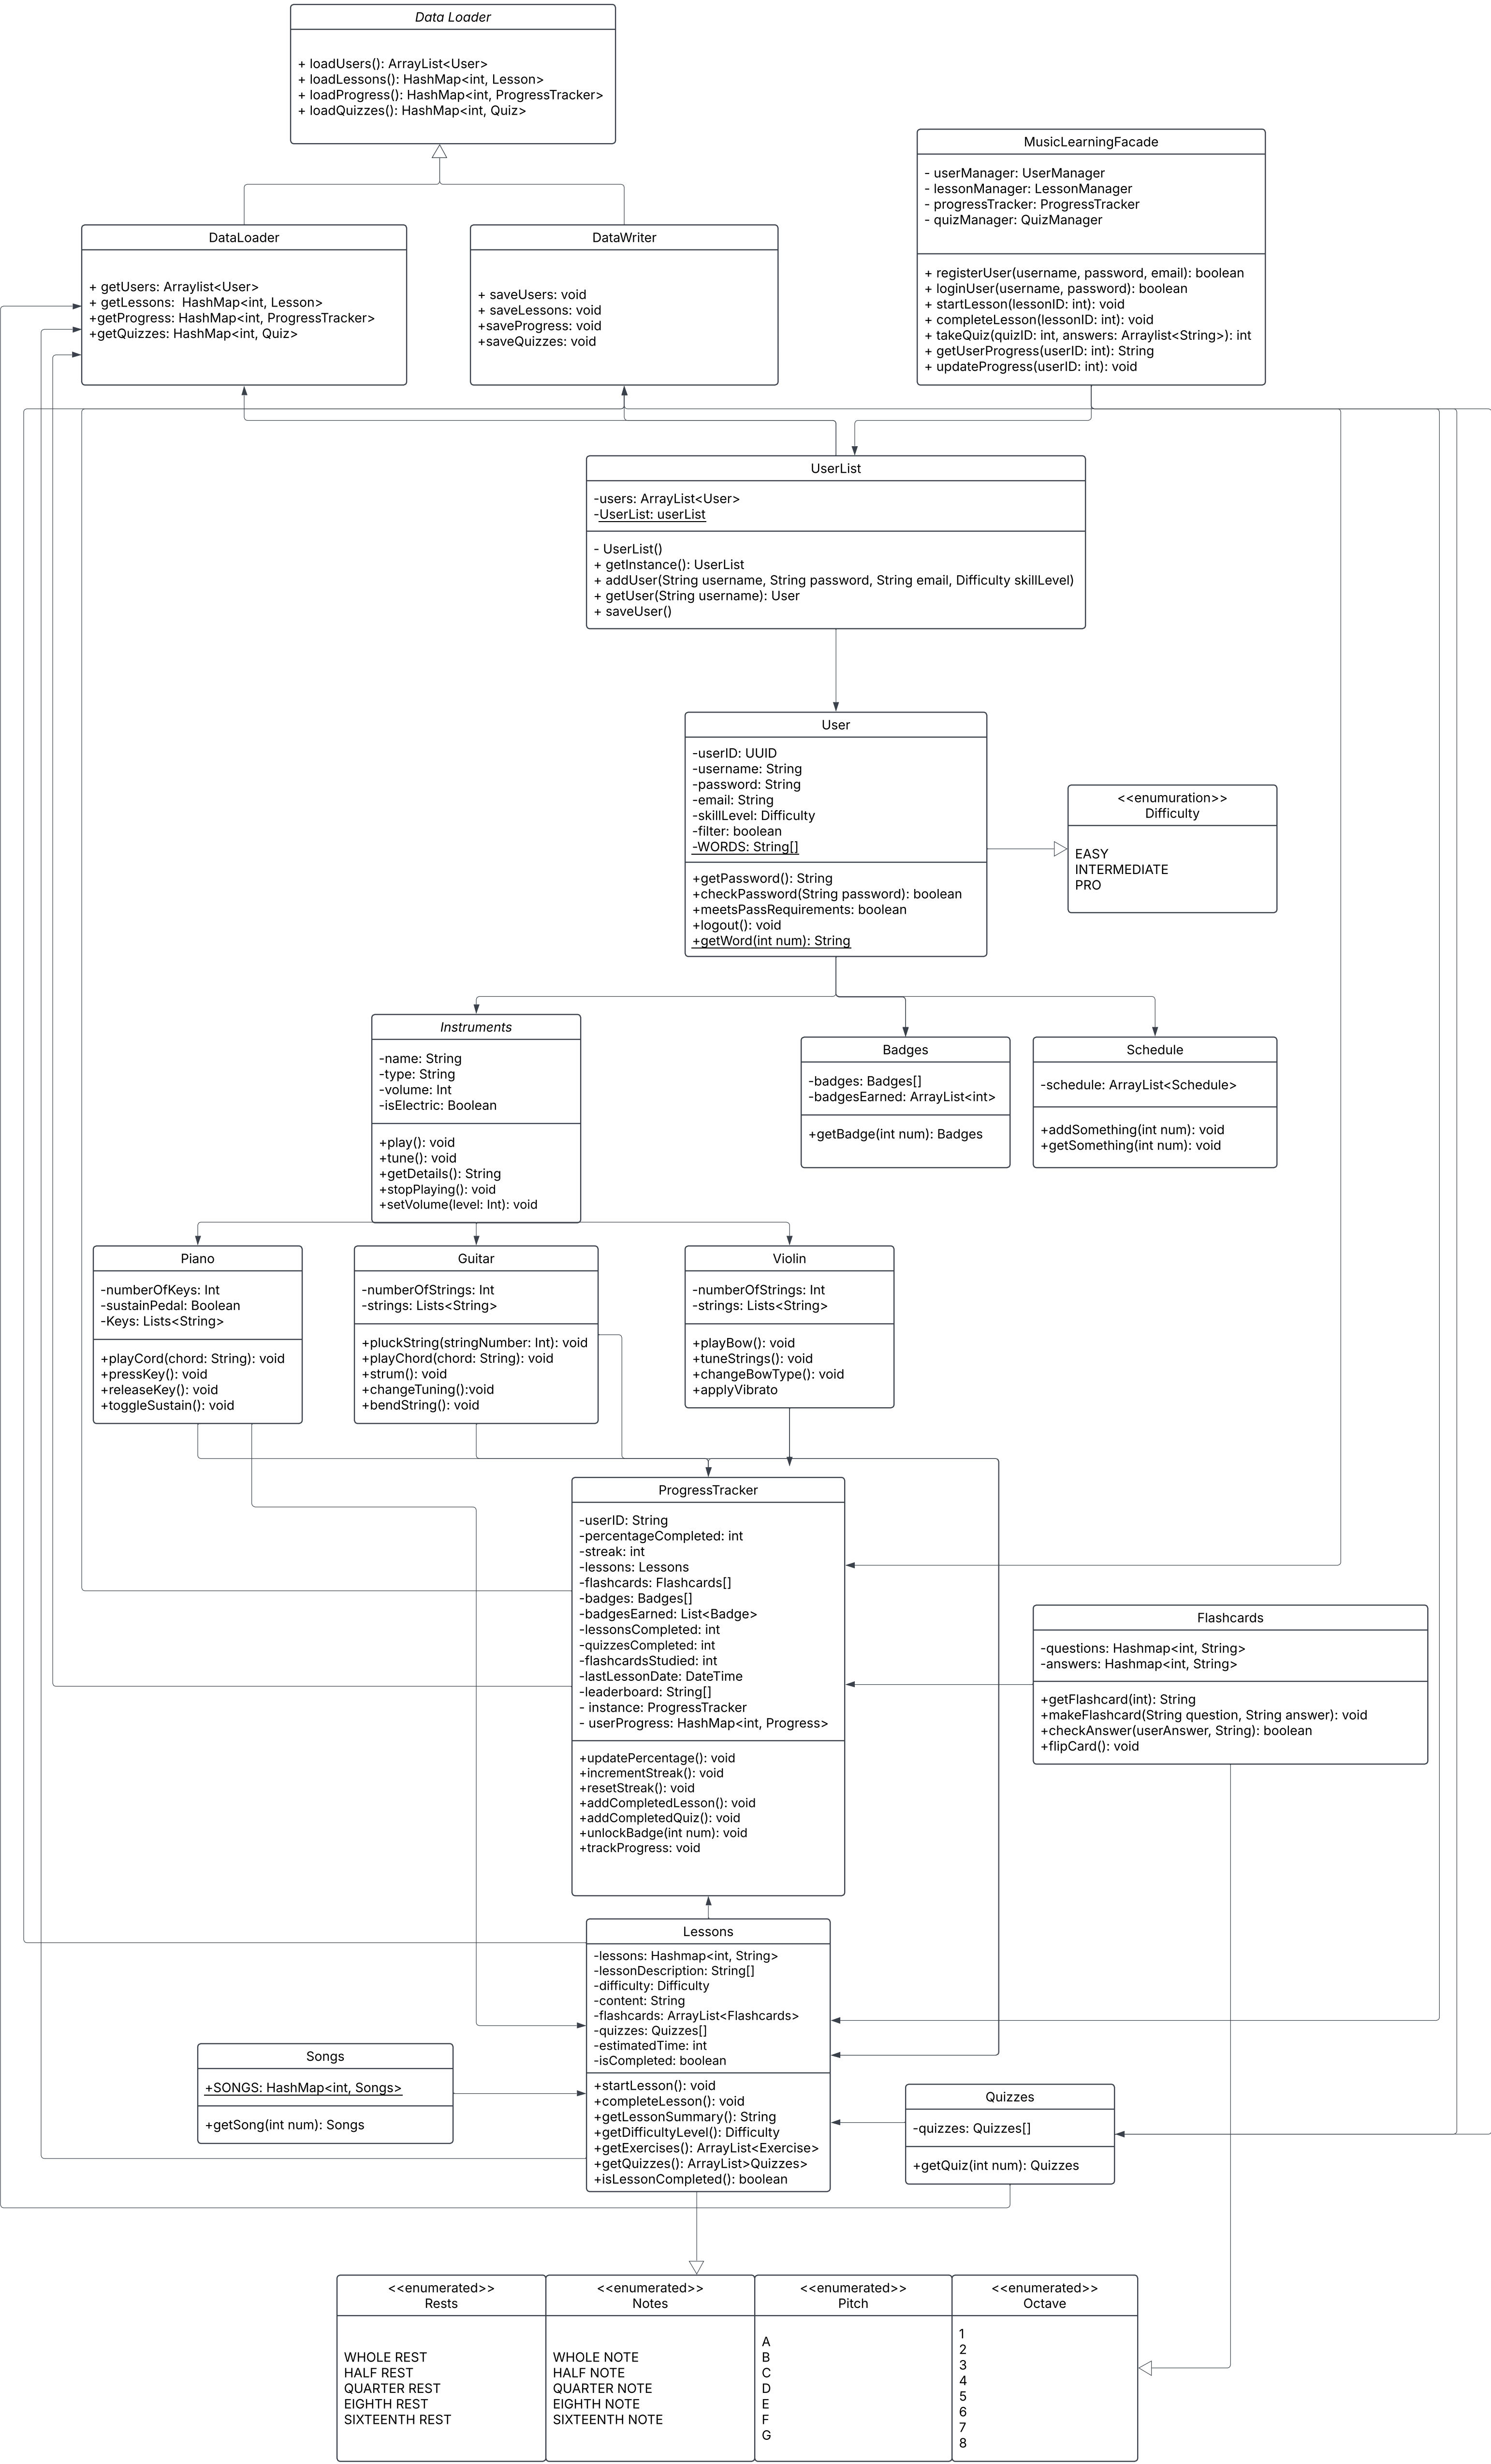 Data Loader
+ loadUsers(): ArrayList<User>
+ loadLessons(): HashMap<int, Lesson>
+ loadProgress(): HashMap<int, ProgressTracker>
+ loadQuizzes(): HashMap<int, Quiz>
MusicLearningFacade
- userManager: UserManager
- lessonManager: LessonManager
- progressTracker: ProgressTracker
- quizManager: QuizManager
+ registerUser(username, password, email): boolean
+ loginUser(username, password): boolean
+ startLesson(lessonID: int): void
+ completeLesson(lessonID: int): void
+ takeQuiz(quizID: int, answers: Arraylist<String>): int
+ getUserProgress(userID: int): String
+ updateProgress(userID: int): void
DataLoader
+ getUsers: Arraylist<User>
+ getLessons:  HashMap<int, Lesson>
+getProgress: HashMap<int, ProgressTracker>
+getQuizzes: HashMap<int, Quiz>
DataWriter
+ saveUsers: void
+ saveLessons: void
+saveProgress: void
+saveQuizzes: void
UserList
-users: ArrayList<User>
-UserList: userList
- UserList()
+ getInstance(): UserList
+ addUser(String username, String password, String email, Difficulty skillLevel)
+ getUser(String username): User
+ saveUser()
User
-userID: UUID
-username: String
-password: String
-email: String
-skillLevel: Difficulty
-filter: boolean
-WORDS: String[]
+getPassword(): String
+checkPassword(String password): boolean
+meetsPassRequirements: boolean
+logout(): void
+getWord(int num): String
<<enumuration>>
Difficulty
EASY
INTERMEDIATE
PRO
Instruments
-name: String
-type: String
-volume: Int
-isElectric: Boolean
+play(): void
+tune(): void
+getDetails(): String
+stopPlaying(): void
+setVolume(level: Int): void
Badges
-badges: Badges[]
-badgesEarned: ArrayList<int>
+getBadge(int num): Badges
Schedule
-schedule: ArrayList<Schedule>
+addSomething(int num): void
+getSomething(int num): void
Piano
-numberOfKeys: Int
-sustainPedal: Boolean
-Keys: Lists<String>
+playCord(chord: String): void
+pressKey(): void
+releaseKey(): void
+toggleSustain(): void
Guitar
-numberOfStrings: Int
-strings: Lists<String>
+pluckString(stringNumber: Int): void
+playChord(chord: String): void
+strum(): void
+changeTuning():void
+bendString(): void
Violin
-numberOfStrings: Int
-strings: Lists<String>
+playBow(): void
+tuneStrings(): void
+changeBowType(): void
+applyVibrato
ProgressTracker
-userID: String
-percentageCompleted: int
-streak: int
-lessons: Lessons
-flashcards: Flashcards[]
-badges: Badges[]
-badgesEarned: List<Badge>
-lessonsCompleted: int
-quizzesCompleted: int
-flashcardsStudied: int
-lastLessonDate: DateTime
-leaderboard: String[]
- instance: ProgressTracker
- userProgress: HashMap<int, Progress>
+updatePercentage(): void
+incrementStreak(): void
+resetStreak(): void
+addCompletedLesson(): void
+addCompletedQuiz(): void
+unlockBadge(int num): void
+trackProgress: void
Flashcards
-questions: Hashmap<int, String>
-answers: Hashmap<int, String>
+getFlashcard(int): String
+makeFlashcard(String question, String answer): void
+checkAnswer(userAnswer, String): boolean
+flipCard(): void
Lessons
-lessons: Hashmap<int, String>
-lessonDescription: String[]
-difficulty: Difficulty
-content: String
-flashcards: ArrayList<Flashcards>
-quizzes: Quizzes[]
-estimatedTime: int
-isCompleted: boolean
+startLesson(): void
+completeLesson(): void
+getLessonSummary(): String
+getDifficultyLevel(): Difficulty
+getExercises(): ArrayList<Exercise>
+getQuizzes(): ArrayList>Quizzes>
+isLessonCompleted(): boolean
Songs
+SONGS: HashMap<int, Songs>
+getSong(int num): Songs
Quizzes
-quizzes: Quizzes[]
+getQuiz(int num): Quizzes
<<enumerated>>
Rests
WHOLE REST
HALF REST
QUARTER REST
EIGHTH REST
SIXTEENTH REST
<<enumerated>>
Notes
WHOLE NOTE
HALF NOTE
QUARTER NOTE
EIGHTH NOTE
SIXTEENTH NOTE
<<enumerated>>
Pitch
A
B
C
D
E
F
G
<<enumerated>>
Octave
1
2
3
4
5
6
7
8